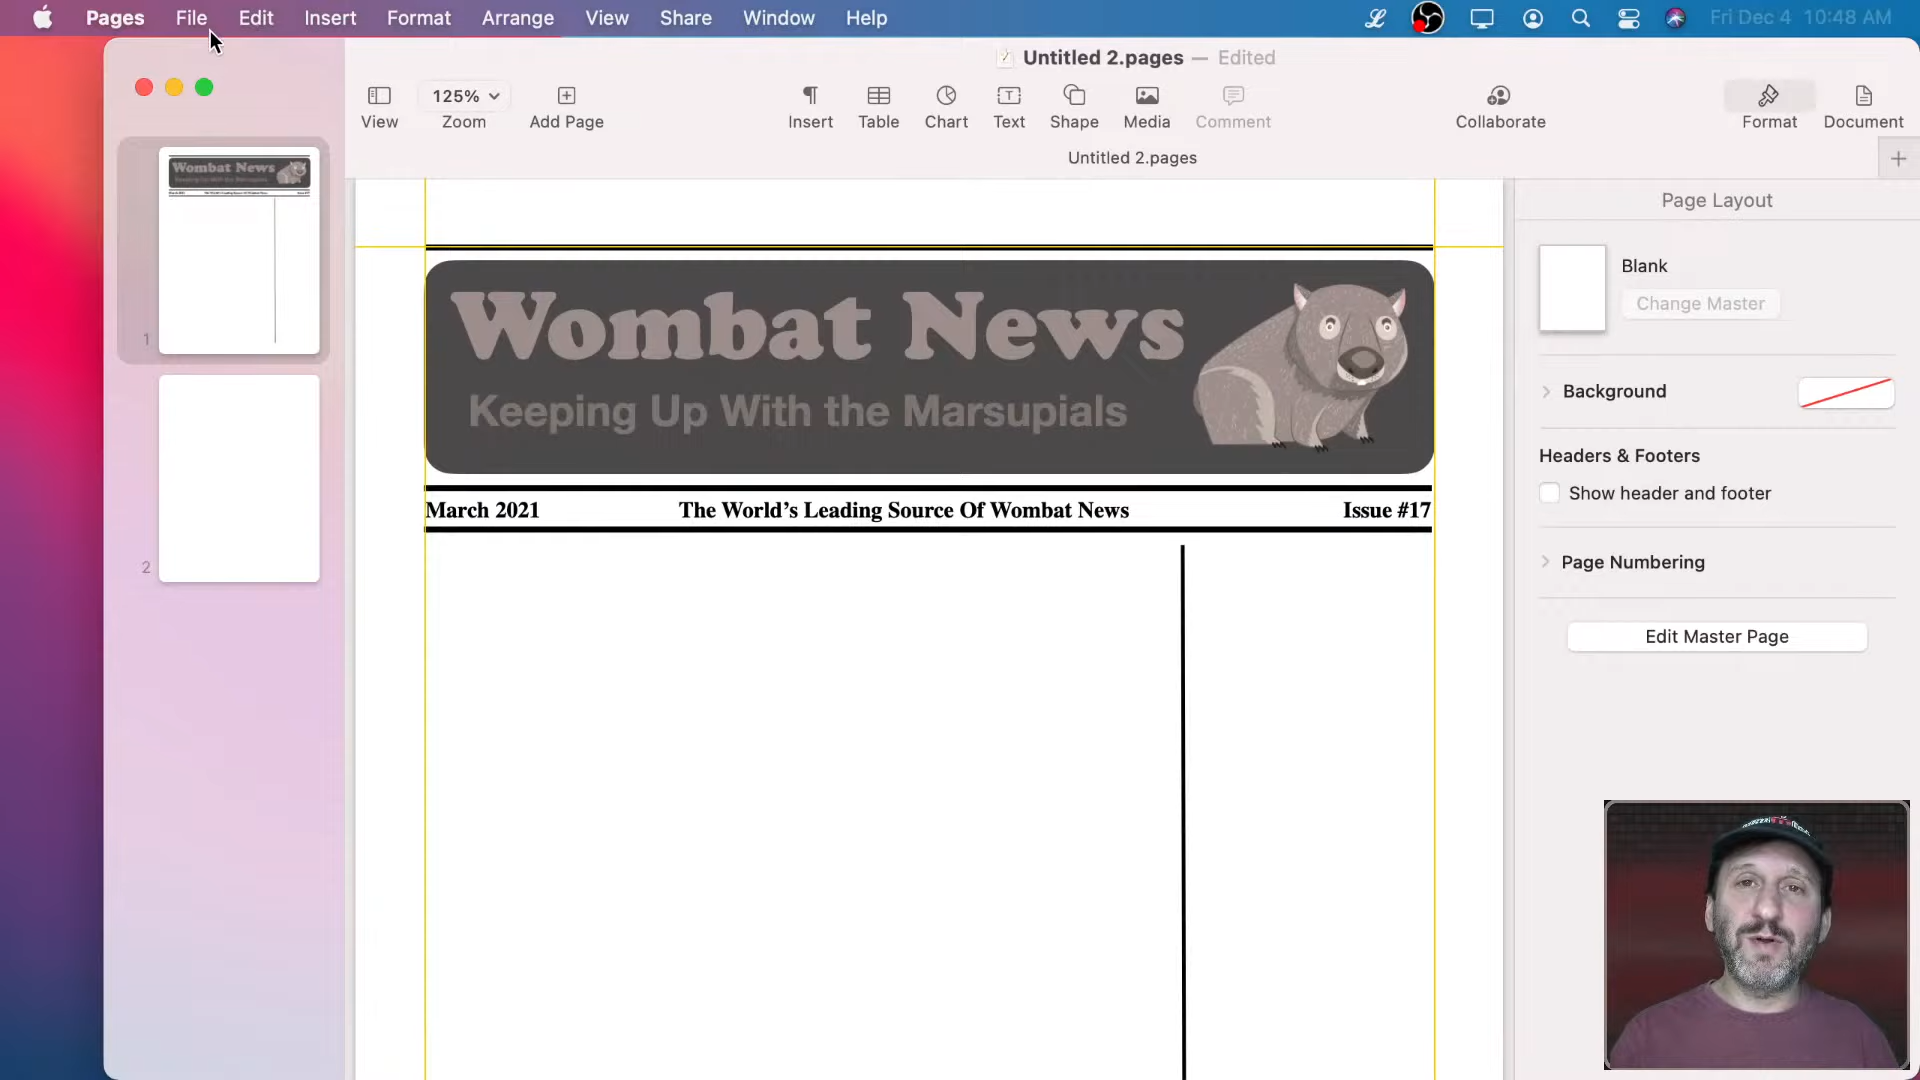 Pages File Edit Insert Format Arrange View Share Window Help Fri Dec 4 10:48 AM
Untitled 2.pages — Edited
125%
View Zoom Add Page Insert Table Chart Text Shape Media Comment Collaborate Format Document
Untitled 2.pages
Page Layout
Wombat News
1
2
Wombat News
Keeping Up With the Marsupials
March 2021 The World’s Leading Source Of Wombat News Issue #17
Blank
Change Master
Background
Headers & Footers
Show header and footer
Page Numbering
Edit Master Page